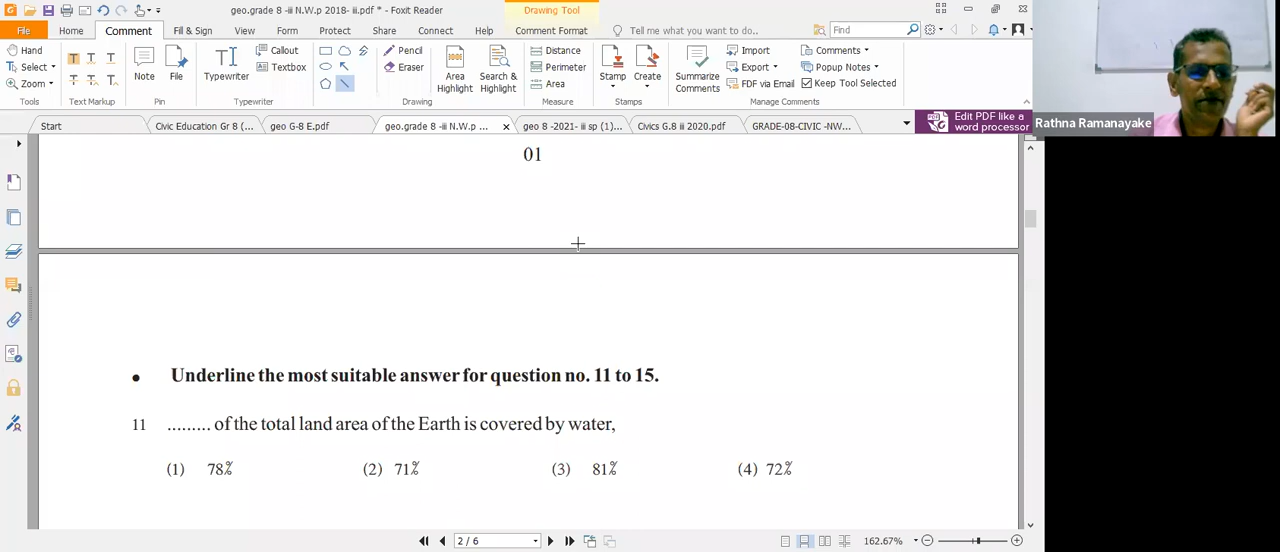 geo.grade 8 -ii N.W.p 2018- iii.pdf * - Foxit Reader
Drawing Tool
File Home Comment Fill & Sign View Form Protect Share Connect Help Comment Format Tell me what you want to do.. Find
Hand
Select
Zoom
Tools
Text Markup
Note
File
Pin
Typewriter
Callout
Textbox
Typewriter
Pencil
Eraser
Drawing
Area Highlight
Search & Highlight
Distance
Perimeter
Area
Measure
Stamp
Create
Stamps
Summarize Comments
Import
Export
FDF via Email
Comments
Popup Notes
Keep Tool Selected
Manage Comments
Start
Civic Education Gr 8 (...
geo G-8 E.pdf
geo.grade 8 -ii N.W.p ...
geo 8 -2021- ii sp (1)...
Civics G.8 ii 2020.pdf
GRADE-08-CIVIC -NW...
Edit PDF like a word processor
Rathna Ramanayake
01
• Underline the most suitable answer for question no. 11 to 15.
11 ......... of the total land area of the Earth is covered by water,
(1) 78% (2) 71% (3) 81% (4) 72%
2 / 6
162.67%